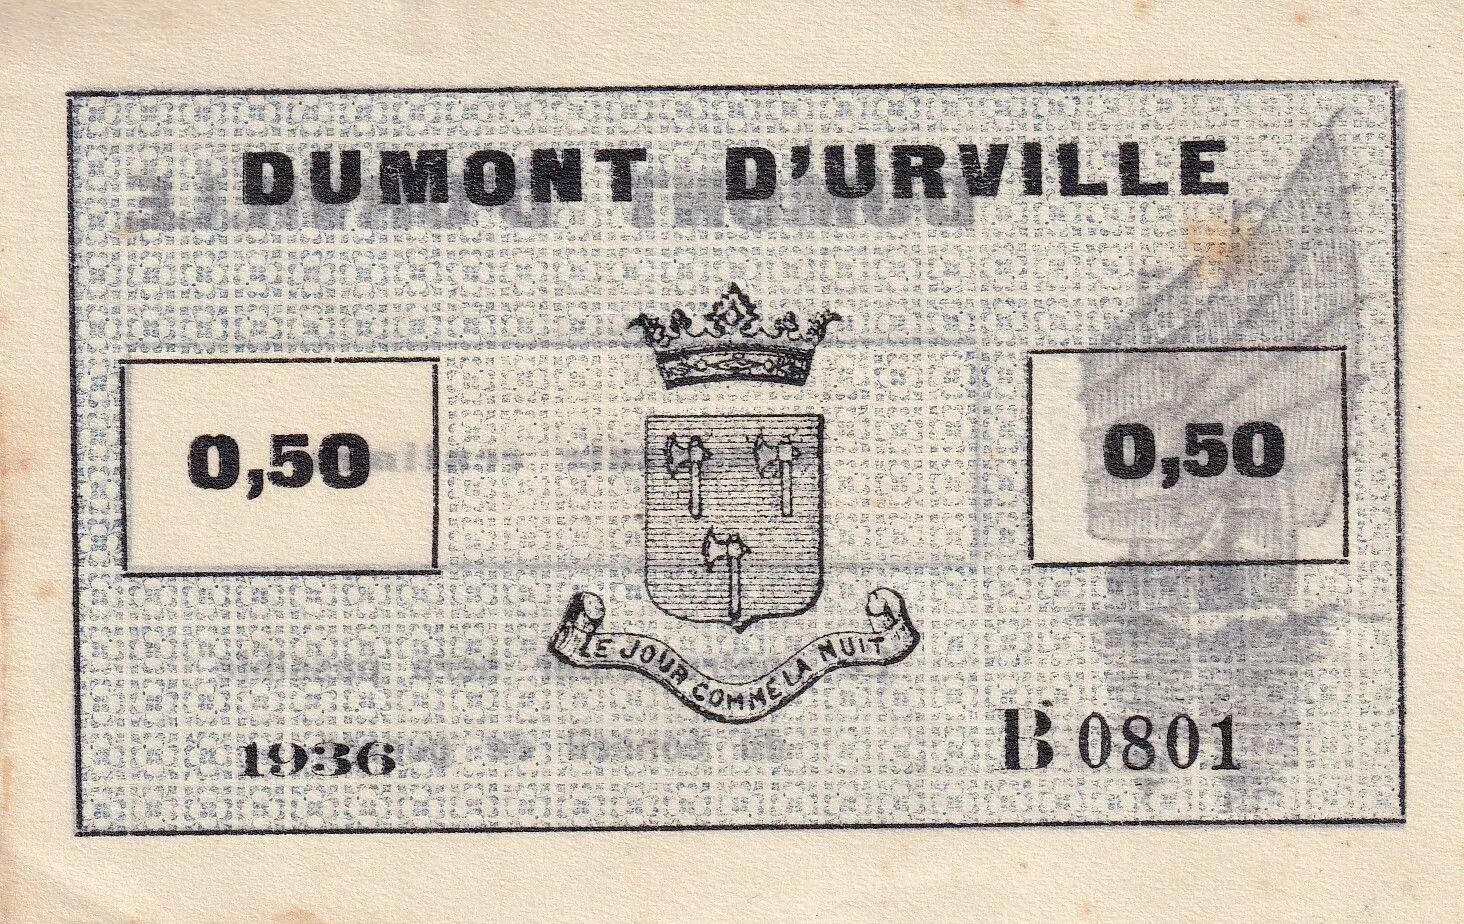 DUMONT D'URVILLE
0,50
0,50
LE JOUR COMME LA NUIT
1936
B 0801